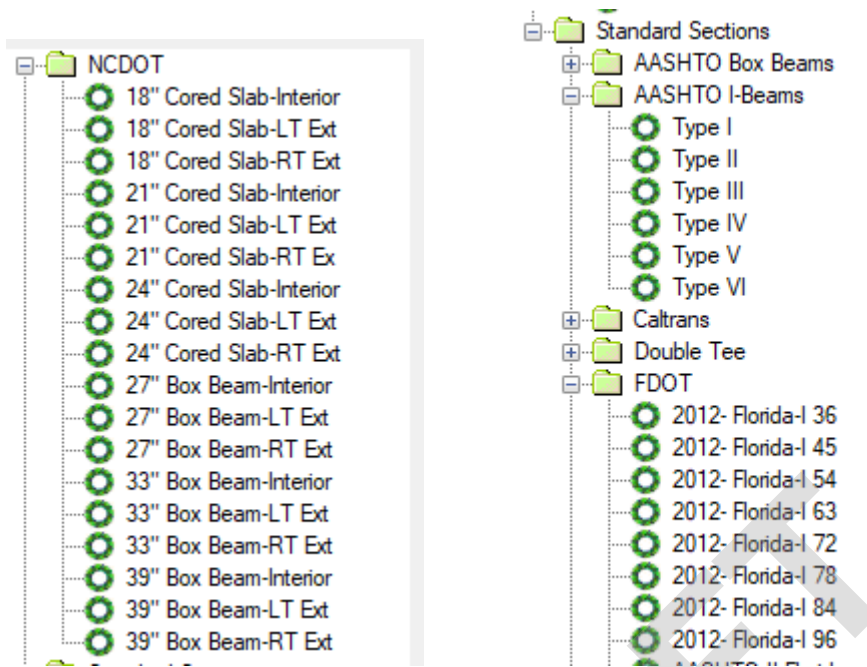 NCDOT
18" Cored Slab-Interior
18" Cored Slab-LT Ext
18" Cored Slab-RT Ext
21" Cored Slab-Interior
21" Cored Slab-LT Ext
21" Cored Slab-RT Ex
24" Cored Slab-Interior
24" Cored Slab-LT Ext
24" Cored Slab-RT Ext
27" Box Beam-Interior
27" Box Beam-LT Ext
27" Box Beam-RT Ext
33" Box Beam-Interior
33" Box Beam-LT Ext
33" Box Beam-RT Ext
39" Box Beam-Interior
39" Box Beam-LT Ext
39" Box Beam-RT Ext
Standard Sections
AASHTO Box Beams
AASHTO I-Beams
Type I
Type II
Type III
Type IV
Type V
Type VI
Caltrans
Double Tee
FDOT
2012- Florida-I 36
2012- Florida-I 45
2012- Florida-I 54
2012- Florida-I 63
2012- Florida-I 72
2012- Florida-I 78
2012- Florida-I 84
2012- Florida-I 96